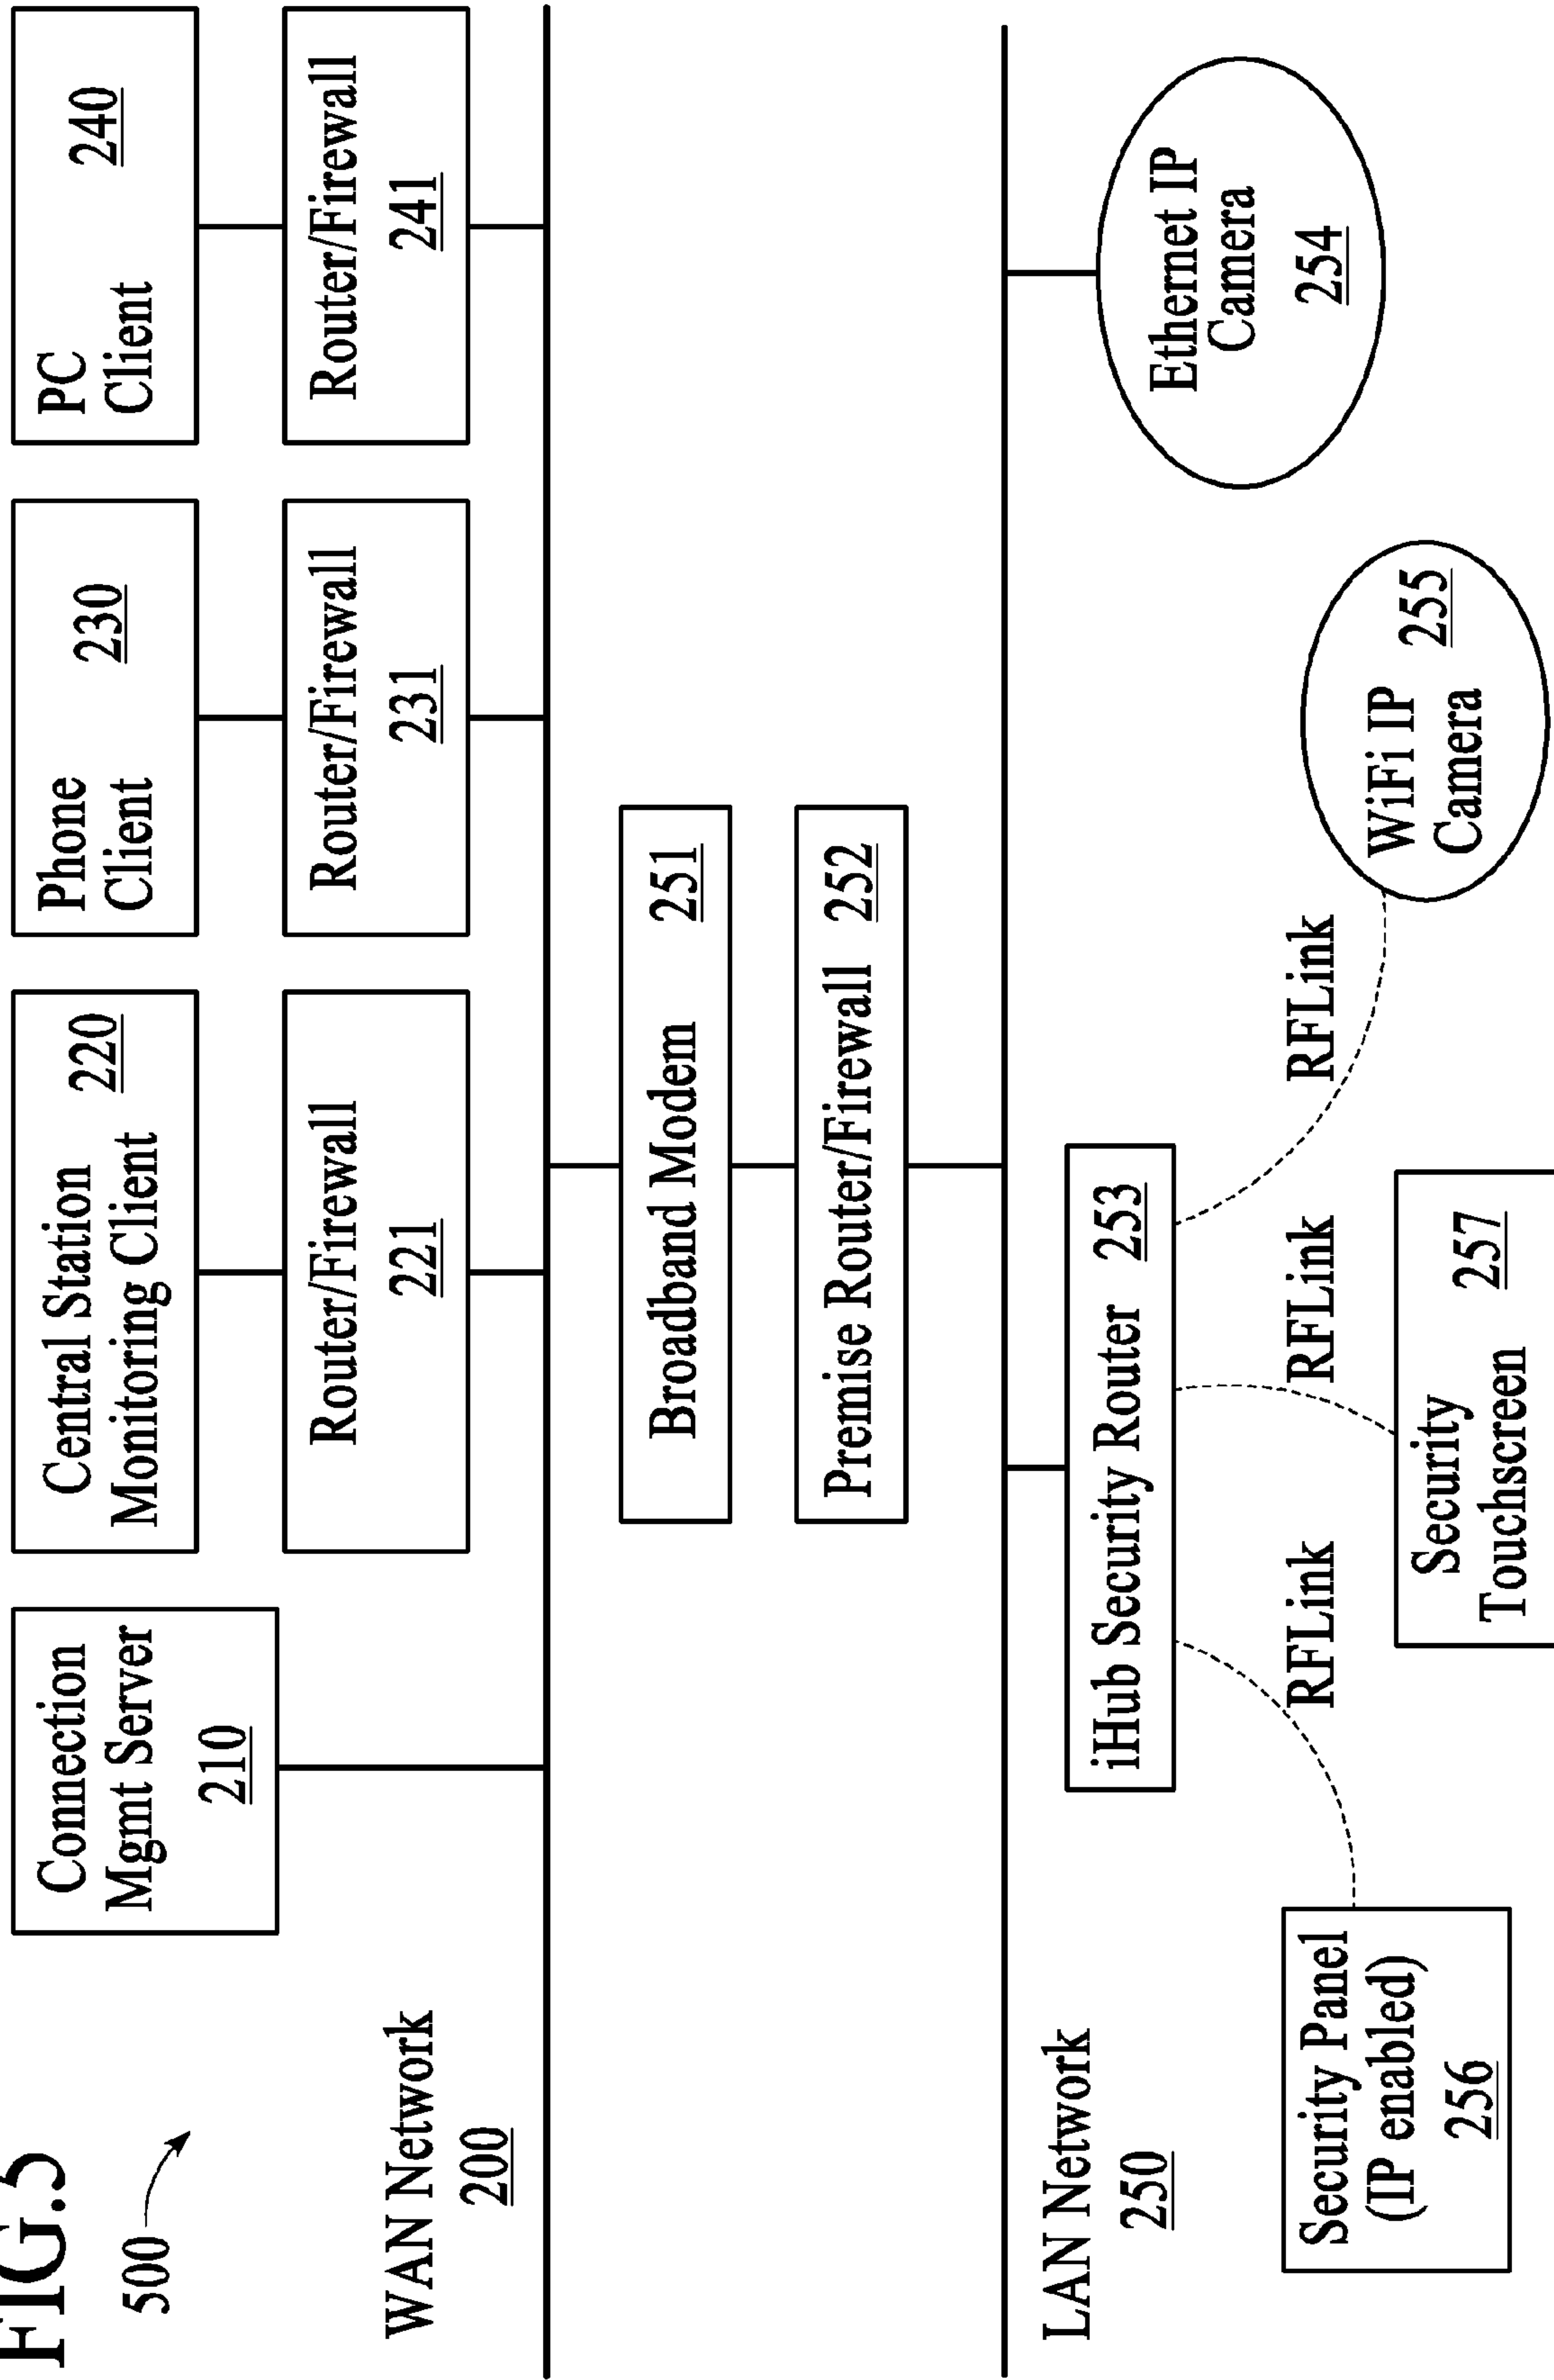 FIG.5
500
Connection
Mgmt Server
210
Central Station
Monitoring Client
220
Phone
Client
230
PC
Client
240
Router/Firewall
221
Router/Firewall
231
Router/Firewall
241
WAN Network
200
Broadband Modem 251
Premise Router/Firewall 252
LAN Network
250
iHub Security Router 253
Ethernet IP
Camera
254
RFLink
RFLink
RFLink
Security Panel
(IP enabled)
256
Security
Touchscreen
257
WiFi IP
Camera
255